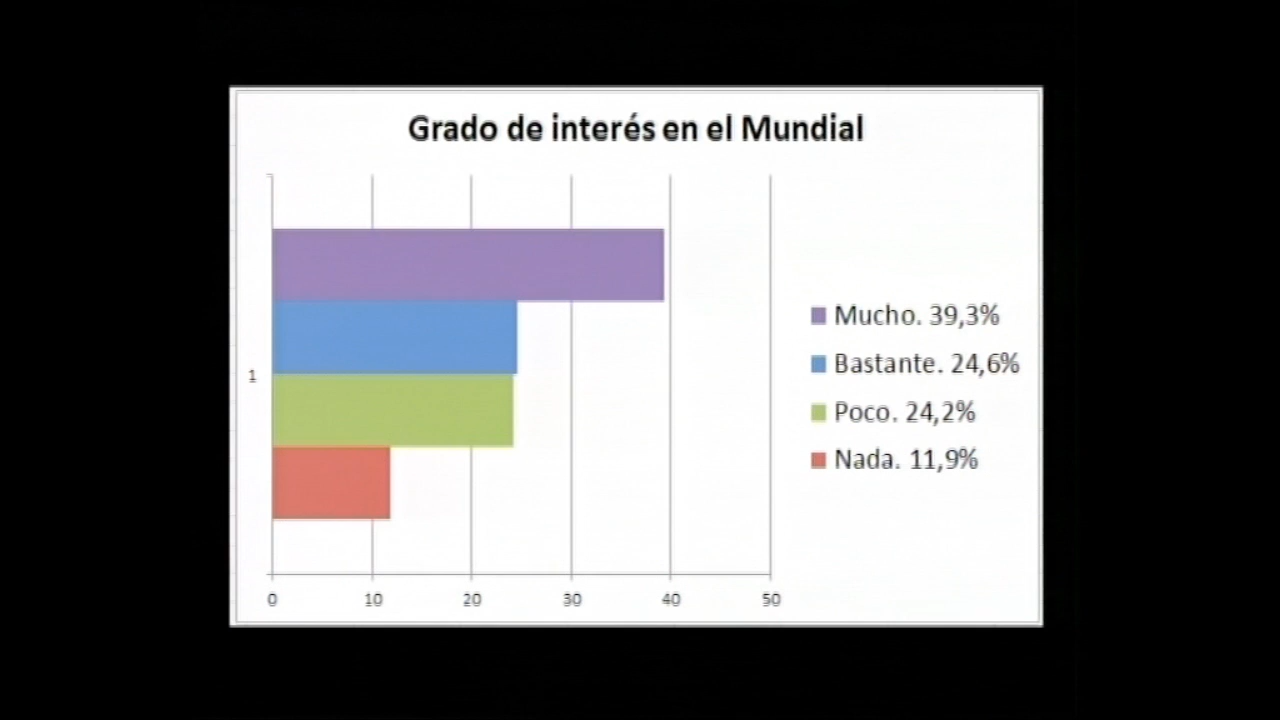 Grado de interés en el Mundial
Mucho. 39,3%
Bastante. 24,6%
Poco. 24,2%
Nada. 11,9%
1
0 10 20 30 40 50